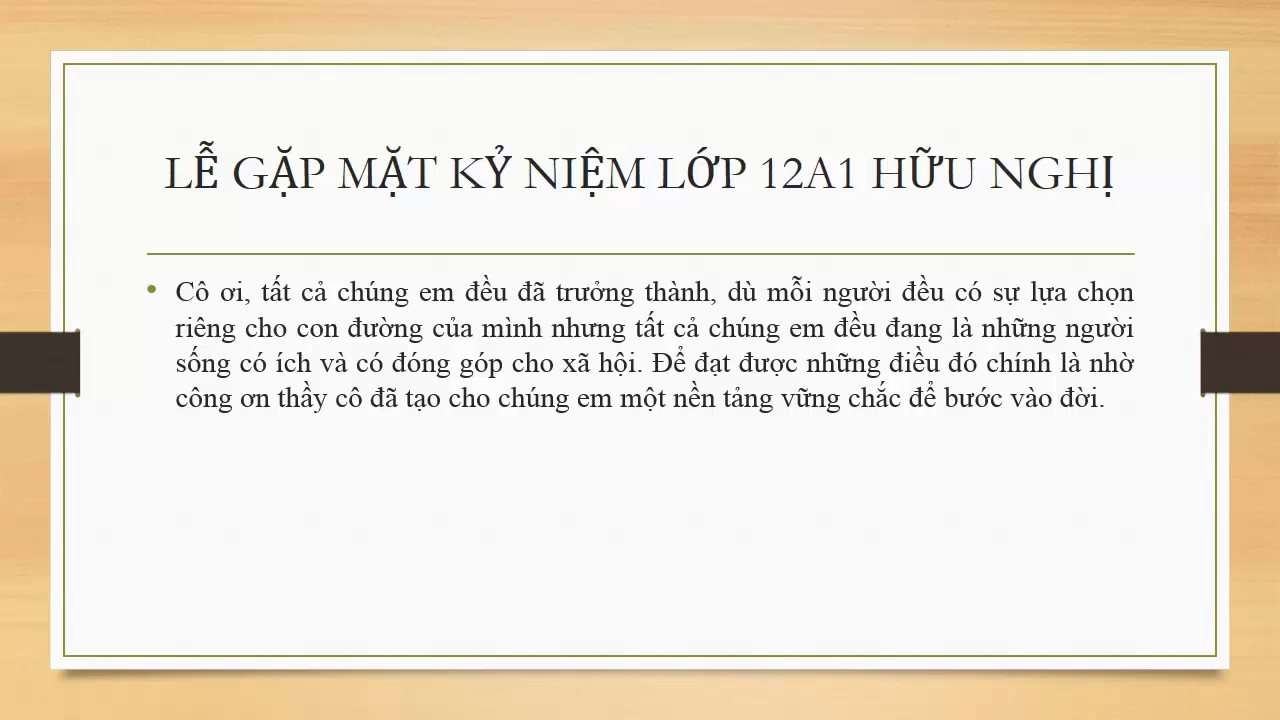 LỄ GẶP MẶT KỶ NIỆM LỚP 12A1 HỮU NGHỊ
• Cô ơi, tất cả chúng em đều đã trưởng thành, dù mỗi người đều có sự lựa chọn
riêng cho con đường của mình nhưng tất cả chúng em đều đang là những người
sống có ích và có đóng góp cho xã hội. Để đạt được những điều đó chính là nhờ
công ơn thầy cô đã tạo cho chúng em một nền tảng vững chắc để bước vào đời.